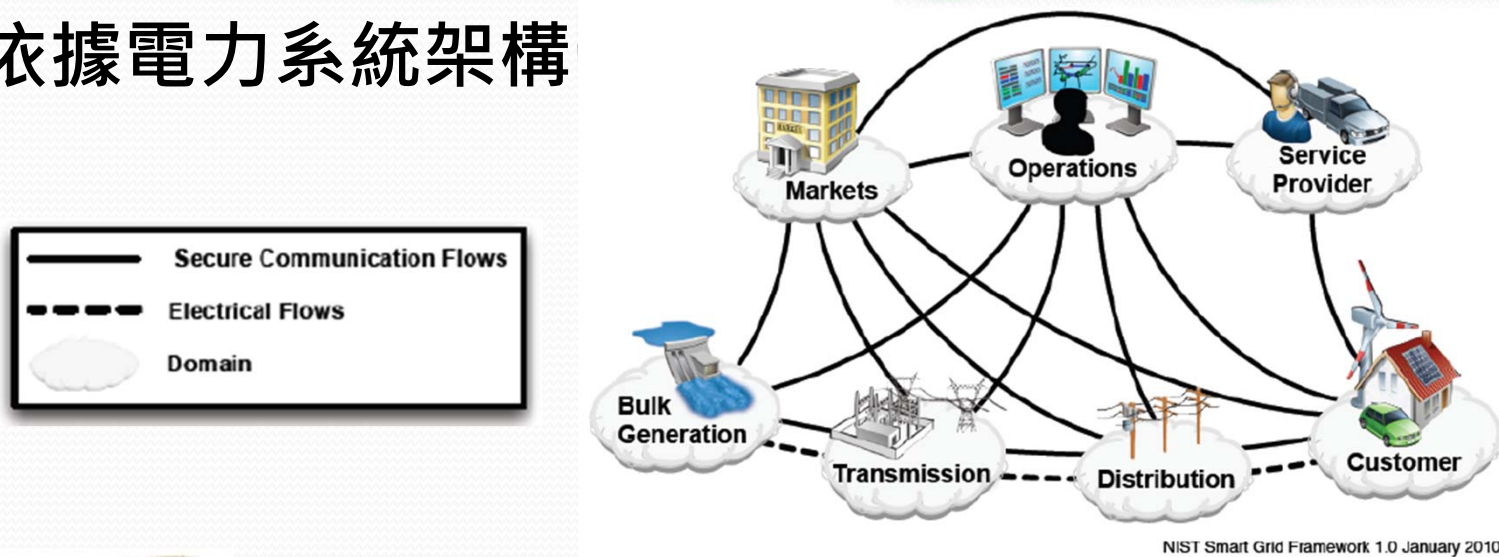 依據電力系統架構
Secure Communication Flows
Electrical Flows
Domain
Markets
Operations
Service
Provider
Bulk
Generation
Transmission
Distribution
Customer
NIST Smart Grid Framework 1.0 January 2010